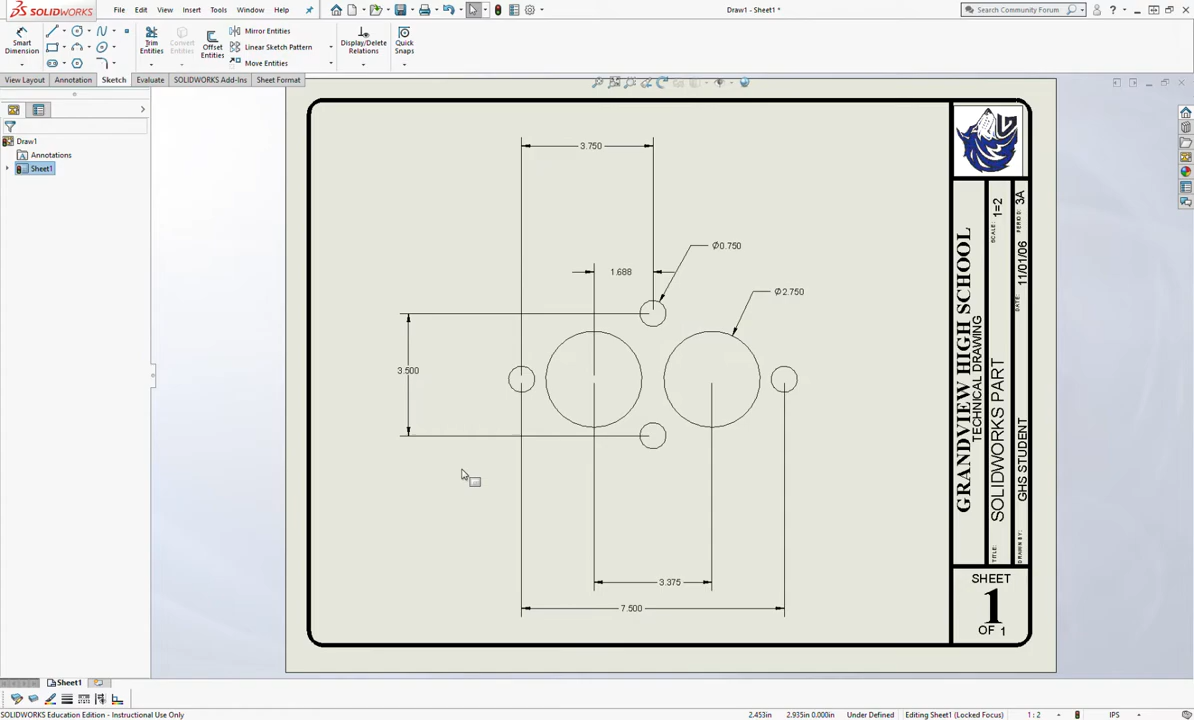 SOLIDWORKS
File Edit View Insert Tools Window Help
Draw1 - Sheet1 *
Search Community Forum
Smart Dimension
Trim Entities
Convert Entities
Offset Entities
Mirror Entities
Linear Sketch Pattern
Move Entities
Display/Delete Relations
Quick Snaps
View Layout Annotation Sketch Evaluate SOLIDWORKS Add-Ins Sheet Format
Draw1
Annotations
Sheet1
3.750
Ø0.750
1.688
Ø2.750
3.500
3.375
7.500
GRANDVIEW HIGH SCHOOL
TECHNICAL DRAWING
TITLE: SOLIDWORKS PART
SCALE: 1=2
DRAWN BY: GHS STUDENT
DATE: 11/01/06
PERIOD: 3A
SHEET
1
OF 1
Sheet1
SOLIDWORKS Education Edition - Instructional Use Only
2.453in 2.935in 0.000in Under Defined Editing Sheet1 (Locked Focus) 1 : 2 IPS